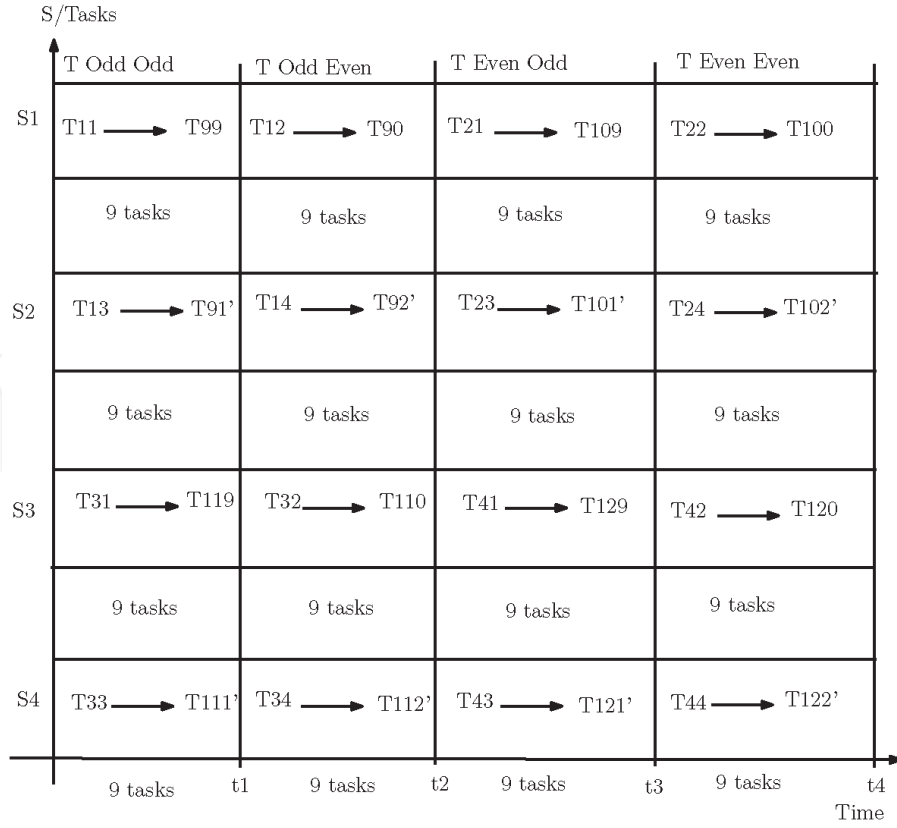 S/Tasks
T Odd Odd T Odd Even T Even Odd T Even Even
S1 T11 T99 T12 T90 T21 T109 T22 T100
9 tasks 9 tasks 9 tasks 9 tasks
S2 T13 T91' T14 T92' T23 T101' T24 T102'
9 tasks 9 tasks 9 tasks 9 tasks
S3 T31 T119 T32 T110 T41 T129 T42 T120
9 tasks 9 tasks 9 tasks 9 tasks
S4 T33 T111' T34 T112' T43 T121' T44 T122'
9 tasks t1 9 tasks t2 9 tasks t3 9 tasks t4
Time